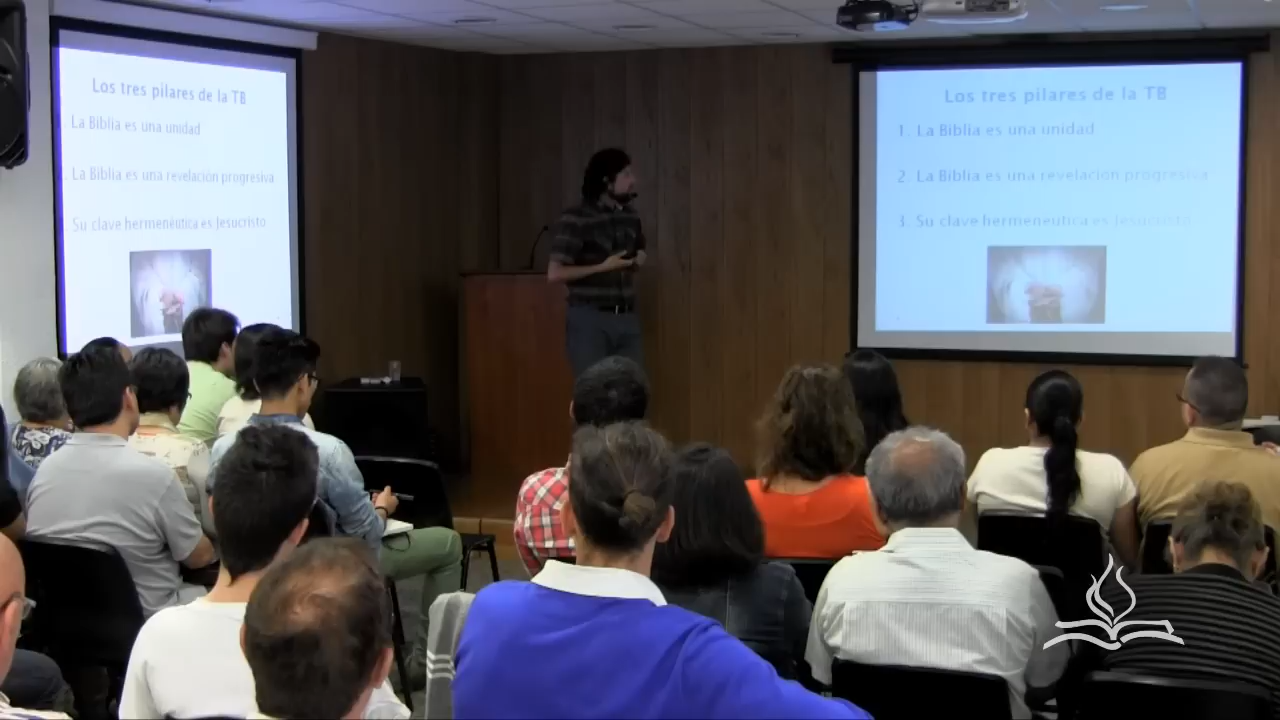 Los tres pilares de la TB
La Biblia es una unidad
La Biblia es una revelación progresiva
Su clave hermenéutica es Jesucristo
Los tres pilares de la TB
1. La Biblia es una unidad
2. La Biblia es una revelación progresiva
3. Su clave hermenéutica es Jesucristo